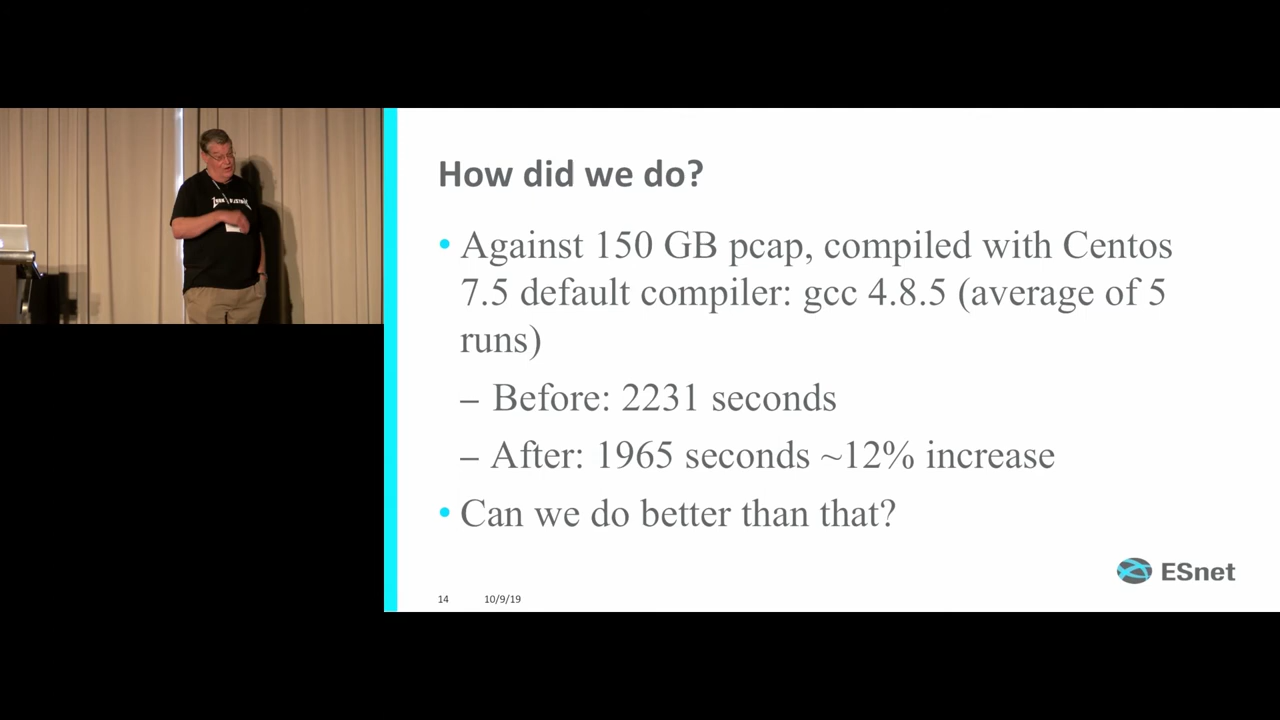 How did we do?
• Against 150 GB pcap, compiled with Centos
7.5 default compiler: gcc 4.8.5 (average of 5
runs)
– Before: 2231 seconds
– After: 1965 seconds ~12% increase
• Can we do better than that?
ESnet
14 10/9/19